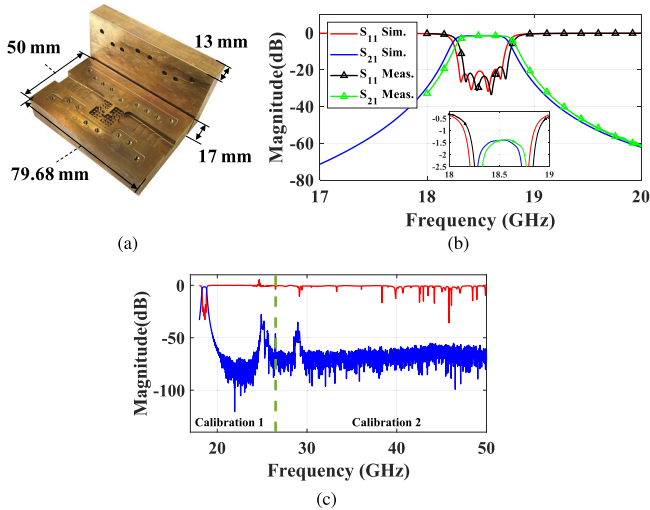 50 mm
13 mm
17 mm
79.68 mm
(a)
Magnitude(dB)
0
-20
-40
-60
-80
S11 Sim.
S21 Sim.
S11 Meas.
S21 Meas.
-0.5
-1.0
-1.5
-2.0
-2.5
18 18.5 19
17 18 19 20
Frequency (GHz)
(b)
Magnitude(dB)
0
-50
-100
Calibration 1 Calibration 2
20 30 40 50
Frequency (GHz)
(c)